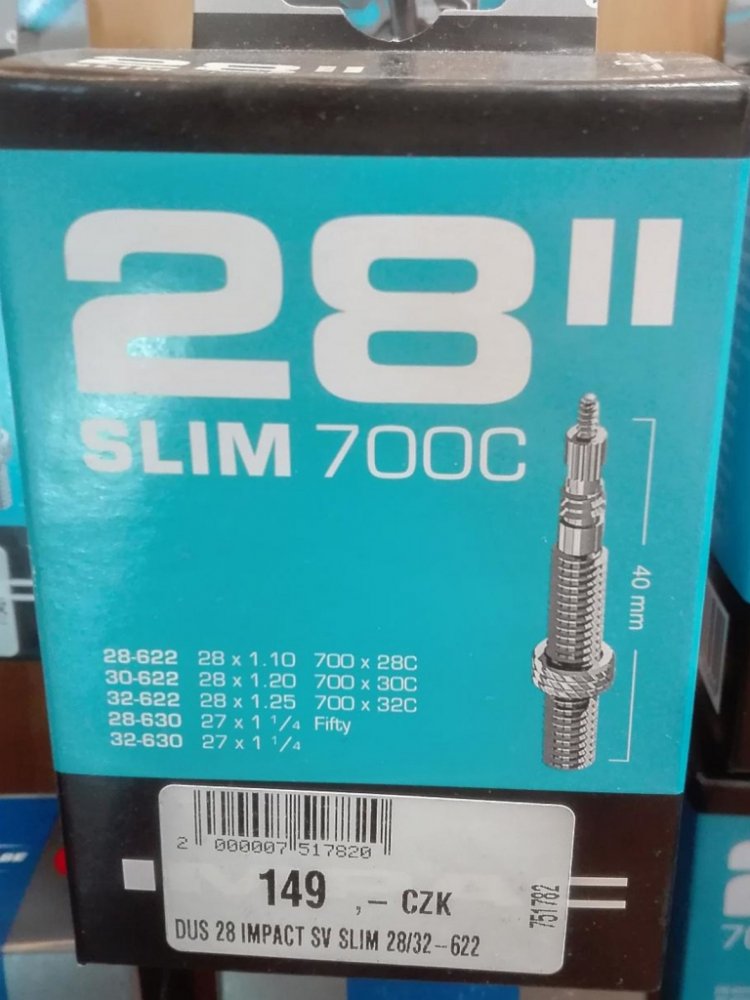 28"
28"
SLIM 700C
40 mm
28-622 28 x 1.10 700 x 28C
30-622 28 x 1.20 700 x 30C
32-622 28 x 1.25 700 x 32C
28-630 27 x 1 1/4 Fifty
32-630 27 x 1 1/4
2 000007 517820
149 ,- CZK
751782
DUS 28 IMPACT SV SLIM 28/32-622